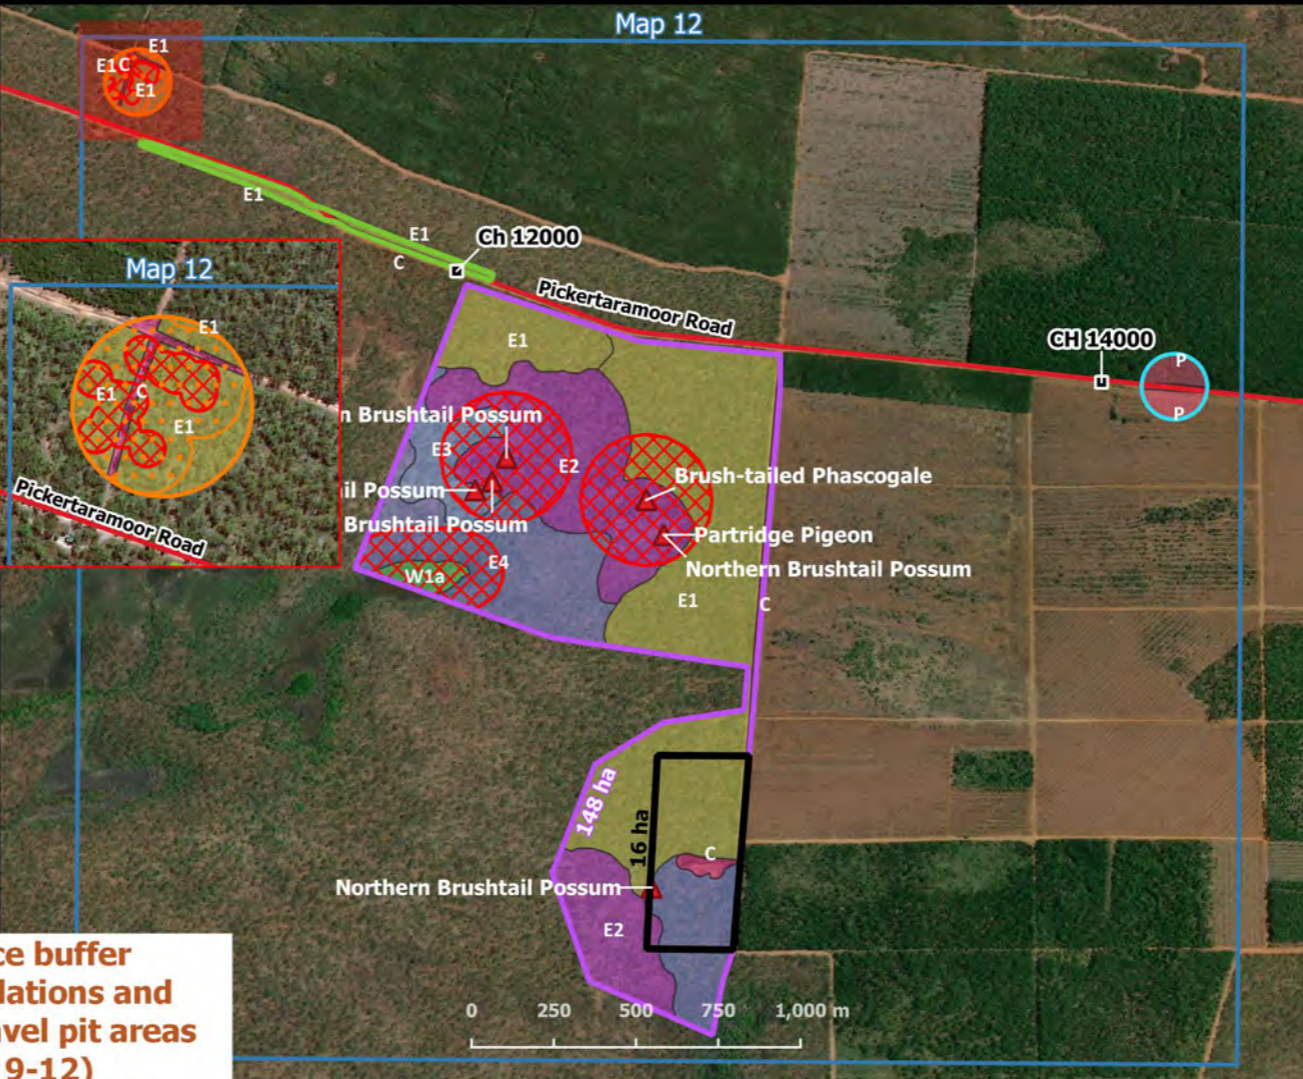 Map 12
E1
E1
C
E1
E1
E1
C
Ch 12000
Pickertaramoor Road
Map 12
E1
E1
C
E1
Pickertaramoor Road
CH 14000
P
P
E1
n Brushtail Possum
E3
E2
il Possum
Brushtail Possum
Brush-tailed Phascogale
Partridge Pigeon
Northern Brushtail Possum
E4
W1a
E1
C
148 ha
16 ha
C
Northern Brushtail Possum
E2
0 250 500 750 1,000 m
ce buffer
lations and
vel pit areas
9-12)